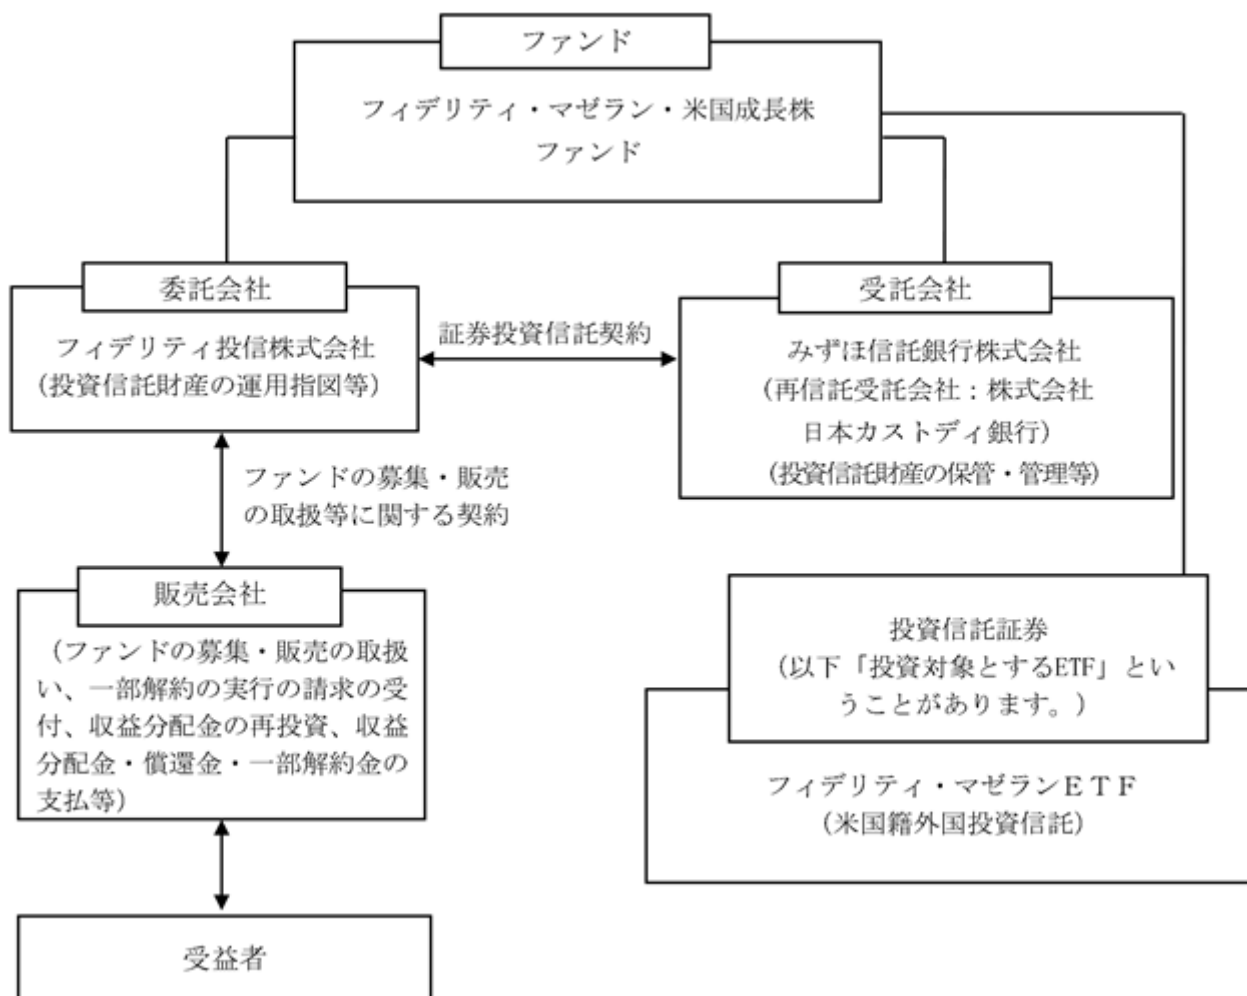 ファンド
フィデリティ・マゼラン・米国成長株
ファンド
委託会社
フィデリティ投信株式会社
(投資信託財産の運用指図等)
証券投資信託契約
受託会社
みずほ信託銀行株式会社
(再信託受託会社:株式会社
日本カストディ銀行)
(投資信託財産の保管・管理等)
ファンドの募集・販売
の取扱等に関する契約
販売会社
(ファンドの募集・販売の取扱
い、一部解約の実行の請求の受
付、収益分配金の再投資、収益
分配金・償還金・一部解約金の
支払等)
投資信託証券
(以下「投資対象とするETF」とい
うことがあります。)
フィデリティ・マゼランETF
(米国籍外国投資信託)
受益者